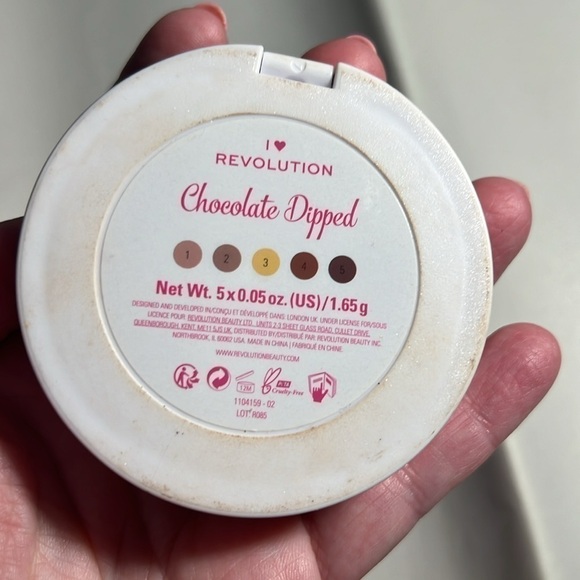 I ♥
REVOLUTION
Chocolate Dipped
1 2 3 4 5
Net Wt. 5 x 0.05 oz. (US) / 1.65g
DESIGNED AND DEVELOPED IN/CONÇU ET DÉVELOPPÉ DANS: LONDON UK. UNDER LICENSE FOR/SOUS
LICENCE POUR: REVOLUTION BEAUTY LTD., UNITS 2-3 SHEET GLASS ROAD, CULLET DRIVE,
QUEENBOROUGH, KENT, ME11 5JS UK. DISTRIBUTED BY/DISTRIBUÉ PAR: REVOLUTION BEAUTY INC.
NORTHBROOK, IL 60062 USA. MADE IN CHINA | FABRIQUÉ EN CHINE.
WWW.REVOLUTIONBEAUTY.COM
12M Cruelty-Free
1104159 - 02
LOT: R085